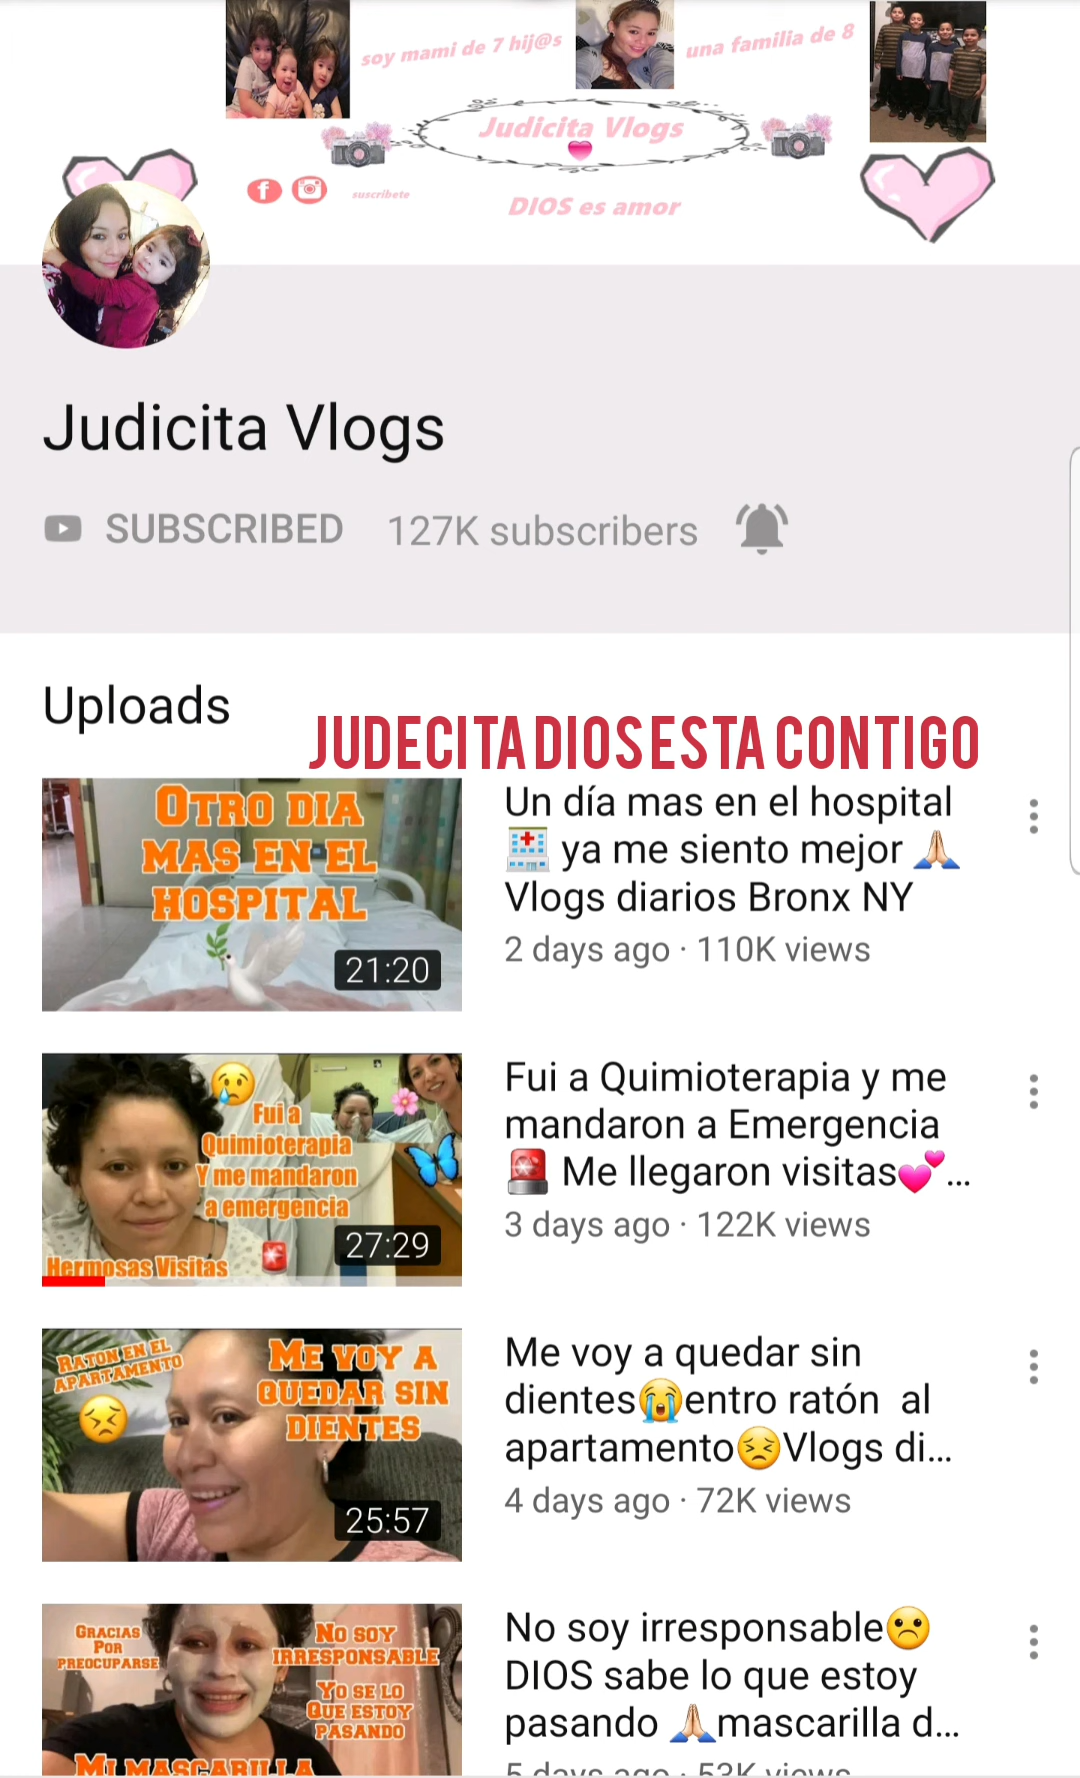 soy mami de 7 hij@s
una familia de 8
Judicita Vlogs
suscribete
DIOS es amor
Judicita Vlogs
SUBSCRIBED 127K subscribers
Uploads
JUDECITA DIOS ESTA CONTIGO
OTRO DIA
MAS EN EL
HOSPITAL
21:20
Un día mas en el hospital
🏥 ya me siento mejor 🙏
Vlogs diarios Bronx NY
2 days ago · 110K views
Fui a
Quimioterapia
Y me mandaron
a emergencia
Hermosas Visitas
27:29
Fui a Quimioterapia y me
mandaron a Emergencia
🚨 Me llegaron visitas💕...
3 days ago · 122K views
RATON EN EL
APARTAMENTO
ME VOY A
QUEDAR SIN
DIENTES
25:57
Me voy a quedar sin
dientes😭entro ratón al
apartamento😣Vlogs di...
4 days ago · 72K views
GRACIAS
POR
PREOCUPARSE
NO SOY
IRRESPONSABLE
YO SE LO
QUE ESTOY
PASANDO
MI MASCARILLA
No soy irresponsable🙁
DIOS sabe lo que estoy
pasando 🙏mascarilla d...
5 days ago · 53K views